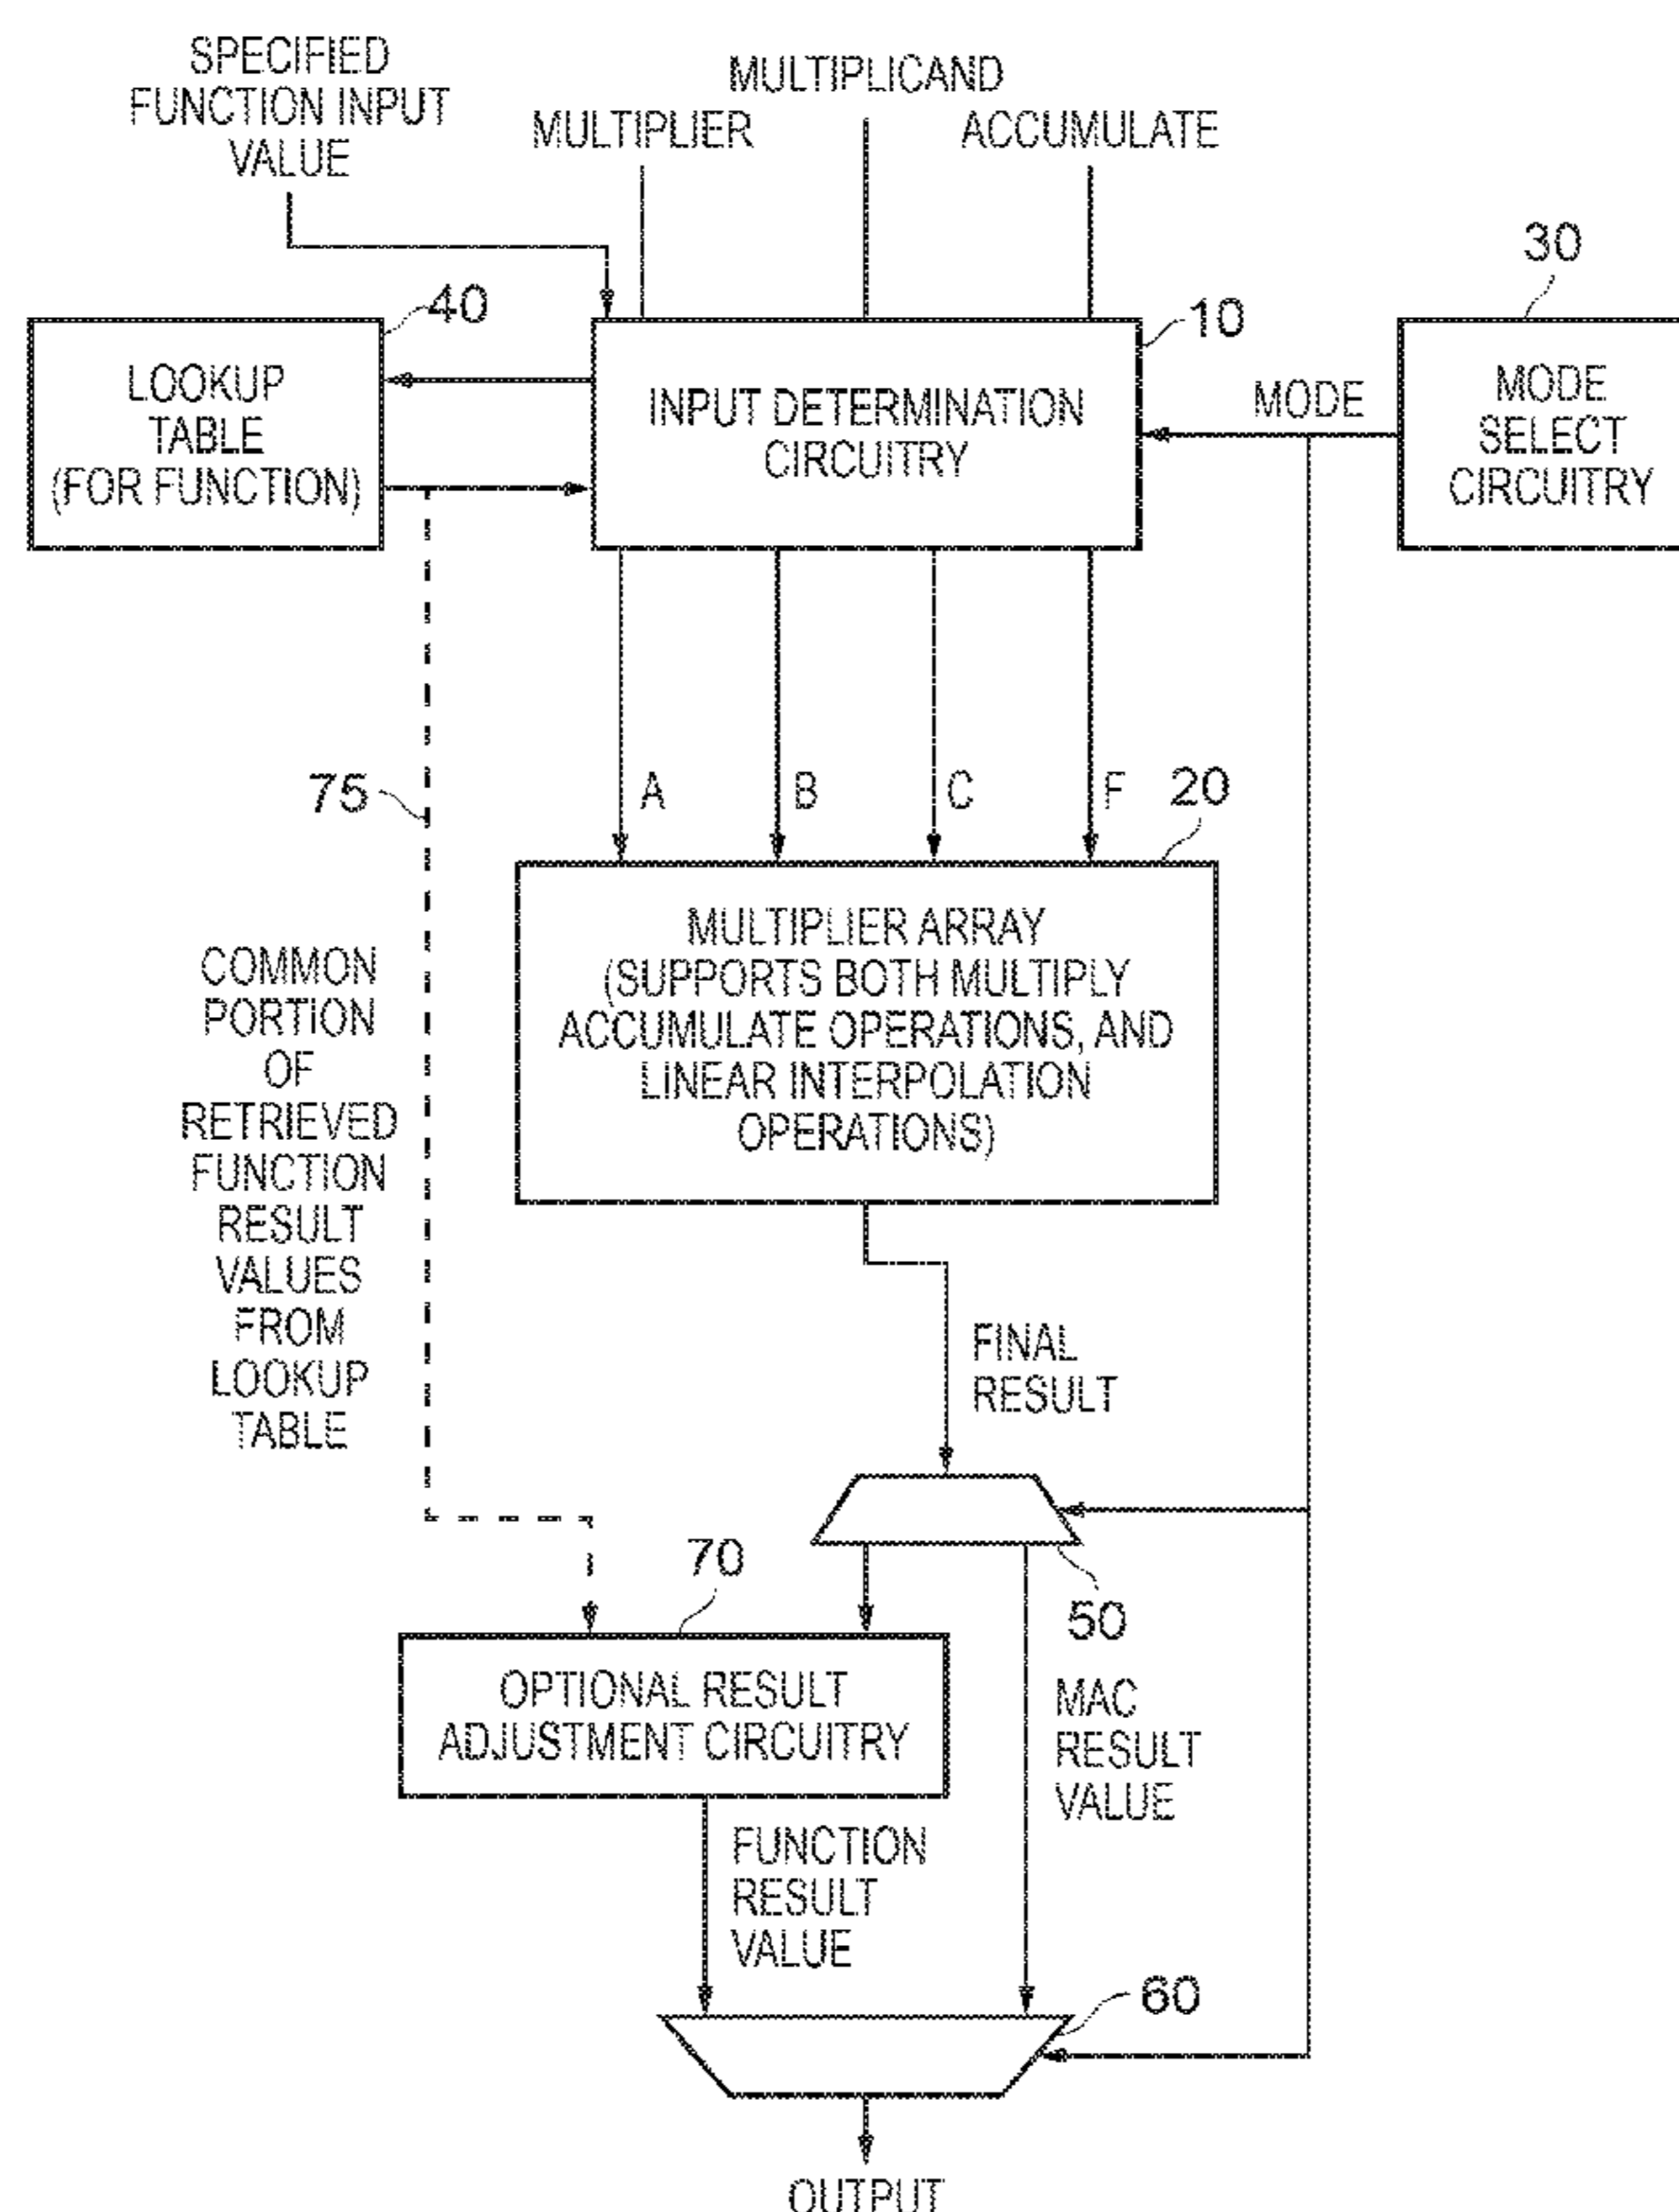 SPECIFIED
FUNCTION INPUT
VALUE
MULTIPLIER
MULTIPLICAND
ACCUMULATE
30
40
10
LOOKUP
TABLE
(FOR FUNCTION)
INPUT DETERMINATION
CIRCUITRY
MODE
MODE
SELECT
CIRCUITRY
75
A
B
C
F
20
MULTIPLIER ARRAY
(SUPPORTS BOTH MULTIPLY
ACCUMULATE OPERATIONS, AND
LINEAR INTERPOLATION
OPERATIONS)
COMMON
PORTION
OF
RETRIEVED
FUNCTION
RESULT
VALUES
FROM
LOOKUP
TABLE
FINAL
RESULT
70
50
OPTIONAL RESULT
ADJUSTMENT CIRCUITRY
MAC
RESULT
VALUE
FUNCTION
RESULT
VALUE
60
OUTPUT